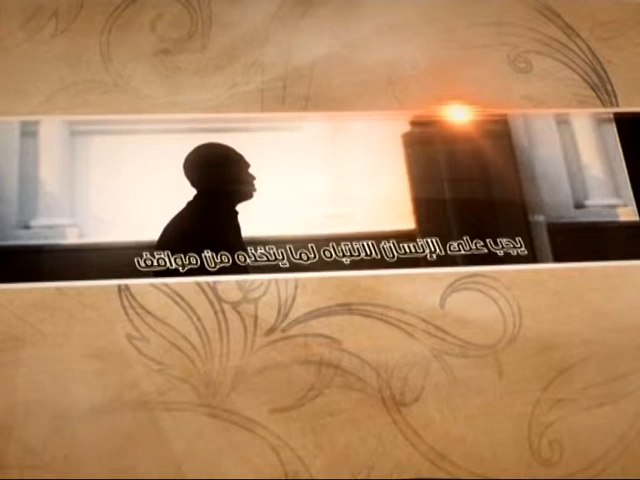 يجب على الإنسان الانتباه لما يتخذه من مواقف